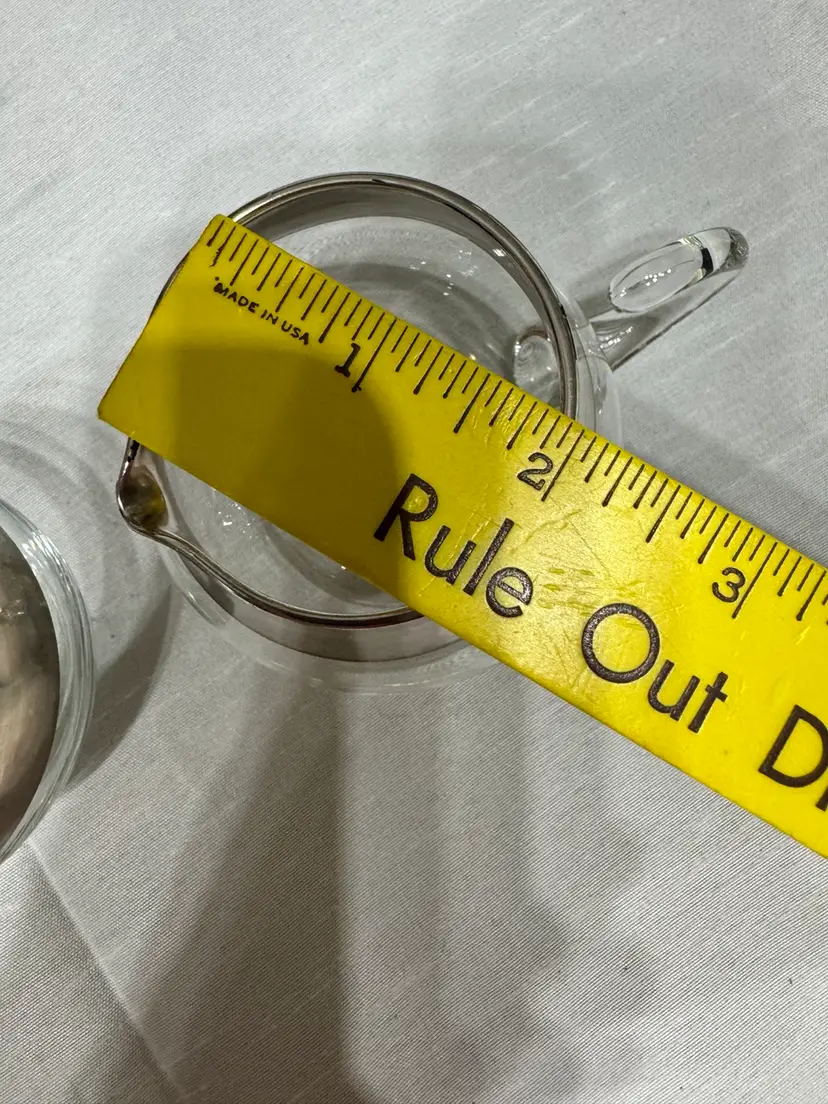 MADE IN USA
1 2 3
Rule Out D